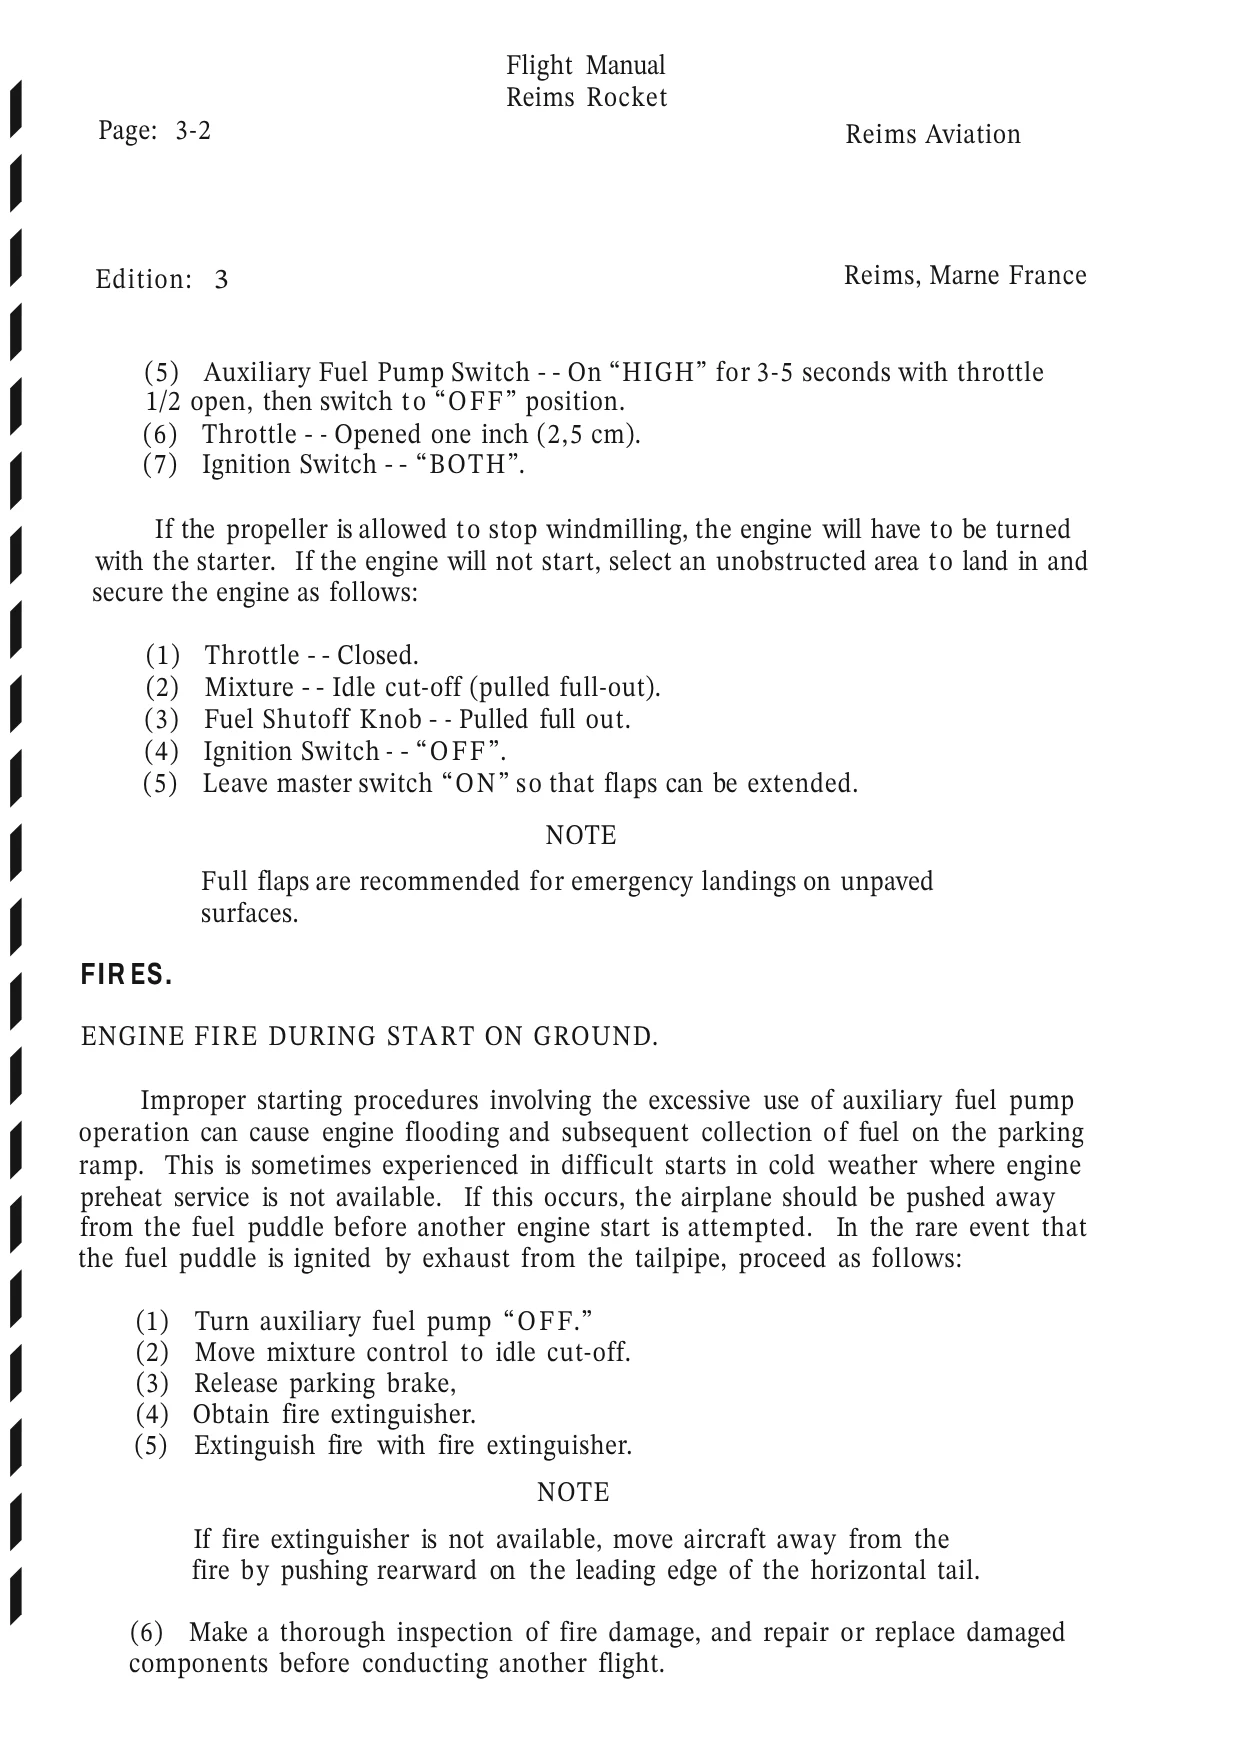 Flight Manual
Reims Rocket
Page: 3-2
Reims Aviation
Edition: 3
Reims, Marne France
(5) Auxiliary Fuel Pump Switch - - On “HIGH” for 3-5 seconds with throttle
1/2 open, then switch to “OFF” position.
(6) Throttle - - Opened one inch (2,5 cm).
(7) Ignition Switch - - “BOTH”.
If the propeller is allowed to stop windmilling, the engine will have to be turned
with the starter. If the engine will not start, select an unobstructed area to land in and
secure the engine as follows:
(1) Throttle - - Closed.
(2) Mixture - - Idle cut-off (pulled full-out).
(3) Fuel Shutoff Knob - - Pulled full out.
(4) Ignition Switch - - “OFF”.
(5) Leave master switch “ON” so that flaps can be extended.
NOTE
Full flaps are recommended for emergency landings on unpaved
surfaces.
FIRES.
ENGINE FIRE DURING START ON GROUND.
Improper starting procedures involving the excessive use of auxiliary fuel pump
operation can cause engine flooding and subsequent collection of fuel on the parking
ramp. This is sometimes experienced in difficult starts in cold weather where engine
preheat service is not available. If this occurs, the airplane should be pushed away
from the fuel puddle before another engine start is attempted. In the rare event that
the fuel puddle is ignited by exhaust from the tailpipe, proceed as follows:
(1) Turn auxiliary fuel pump “OFF.”
(2) Move mixture control to idle cut-off.
(3) Release parking brake,
(4) Obtain fire extinguisher.
(5) Extinguish fire with fire extinguisher.
NOTE
If fire extinguisher is not available, move aircraft away from the
fire by pushing rearward on the leading edge of the horizontal tail.
(6) Make a thorough inspection of fire damage, and repair or replace damaged
components before conducting another flight.